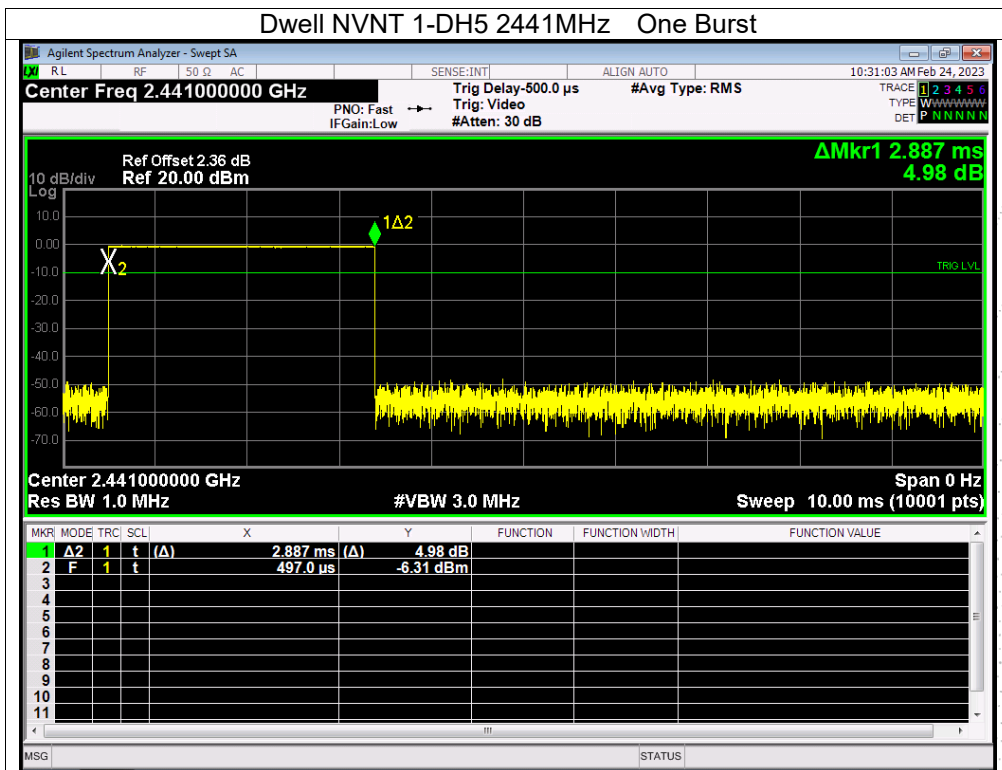 Dwell NVNT 1-DH5 2441MHz One Burst
Agilent Spectrum Analyzer - Swept SA
LXI RL RF 50 Ω AC SENSE:INT ALIGN AUTO 10:31:03 AM Feb 24, 2023
Center Freq 2.441000000 GHz
PNO: Fast
IFGain:Low
Trig Delay-500.0 µs
Trig: Video
#Atten: 30 dB
#Avg Type: RMS
TRACE 1 2 3 4 5 6
TYPE WWWWWW
DET P N N N N N
ΔMkr1 2.887 ms
4.98 dB
Ref Offset 2.36 dB
10 dB/div Ref 20.00 dBm
Log
10.0
0.00
-10.0
-20.0
-30.0
-40.0
-50.0
-60.0
-70.0
1Δ2
2
TRIG LVL
Center 2.441000000 GHz Span 0 Hz
Res BW 1.0 MHz #VBW 3.0 MHz Sweep 10.00 ms (10001 pts)
MKR MODE TRC SCL X Y FUNCTION FUNCTION WIDTH FUNCTION VALUE
1 Δ2 1 t (Δ) 2.887 ms (Δ) 4.98 dB
2 F 1 t 497.0 µs -6.31 dBm
3
4
5
6
7
8
9
10
11
MSG STATUS